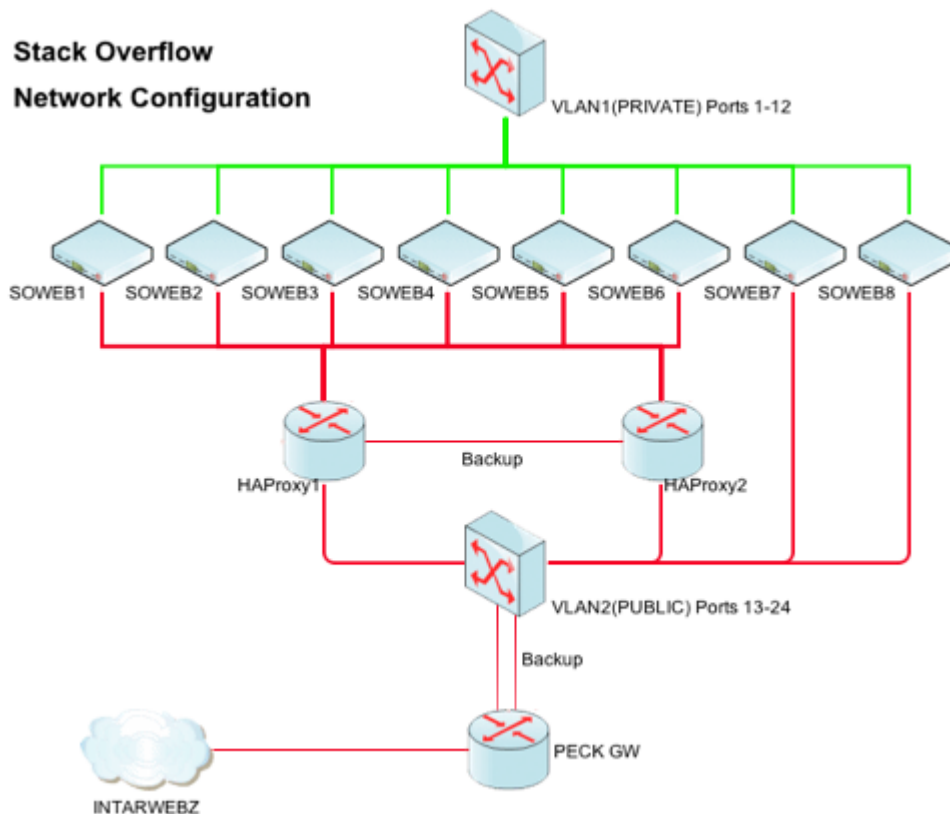 Stack Overflow
Network Configuration
VLAN1(PRIVATE) Ports 1-12
SOWEB1
SOWEB2
SOWEB3
SOWEB4
SOWEB5
SOWEB6
SOWEB7
SOWEB8
Backup
HAProxy1
HAProxy2
VLAN2(PUBLIC) Ports 13-24
Backup
PECK GW
INTARWEBZ